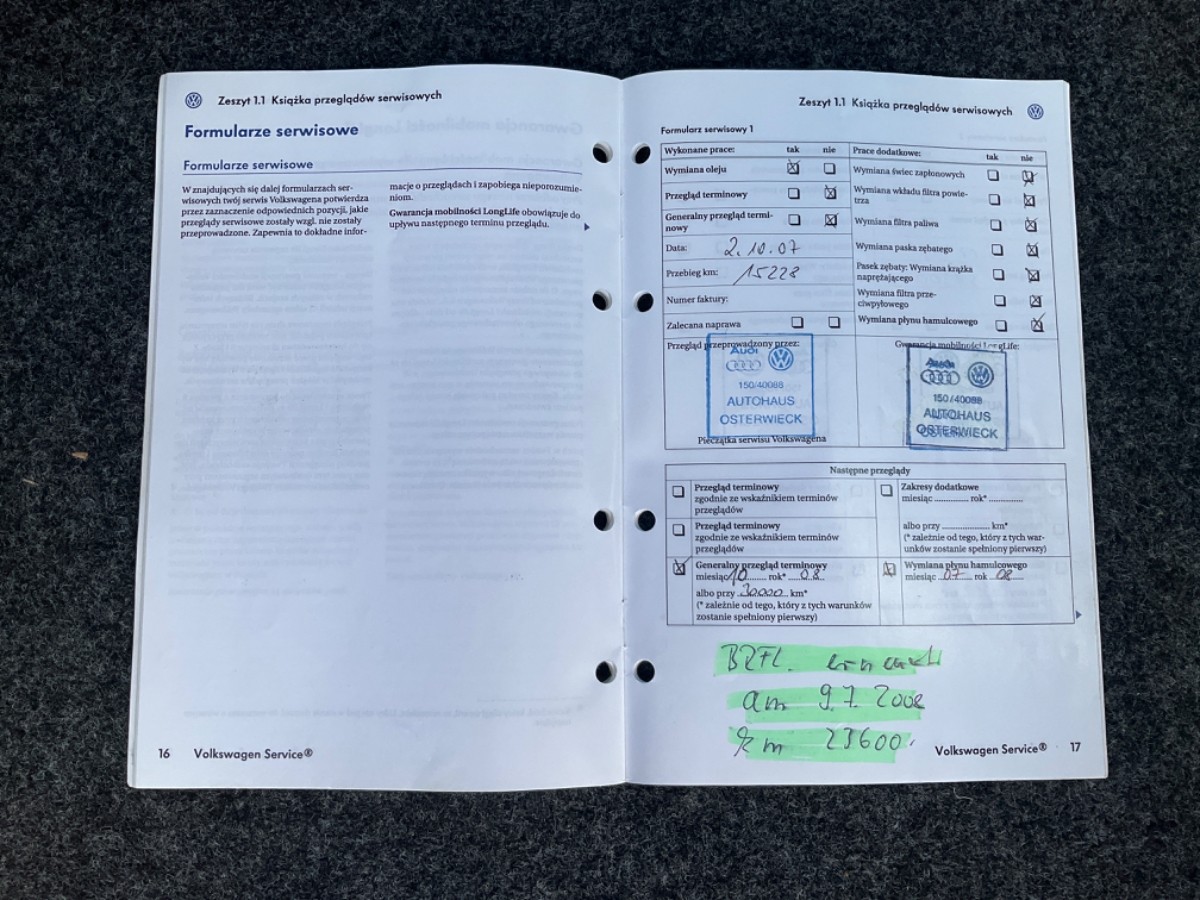 Zeszyt 1.1 Książka przeglądów serwisowych
Formularze serwisowe
Formularze serwisowe
W znajdujących się dalej formularzach ser-
wisowych twój serwis Volkswagena potwierdza
przez zaznaczenie odpowiednich pozycji, jakie
przeglądy serwisowe zostały wzgl. nie zostały
przeprowadzone. Zapewnia to dokładne infor-
macje o przeglądach i zapobiega nieporozumie-
niom.
Gwarancja mobilności LongLife obowiązuje do
upływu następnego terminu przeglądu.
16 Volkswagen Service®
Zeszyt 1.1 Książka przeglądów serwisowych
Formularz serwisowy 1
Wykonane prace: tak nie
Wymiana oleju
Przegląd terminowy
Generalny przegląd termi-
nowy
Data: 2.10.07
Przebieg km: 15228
Numer faktury:
Zalecana naprawa
Prace dodatkowe: tak nie
Wymiana świec zapłonowych
Wymiana wkładu filtra powie-
trza
Wymiana filtra paliwa
Wymiana paska zębatego
Pasek zębaty: Wymiana krążka
naprężającego
Wymiana filtra prze-
ciwpyłowego
Wymiana płynu hamulcowego
Przegląd przeprowadzony przez:
Audi
150/40088
AUTOHAUS
OSTERWIECK
Pieczątka serwisu Volkswagena
Gwarancja mobilności LongLife:
Audi
150/40088
AUTOHAUS
OSTERWIECK
Następne przeglądy
Przegląd terminowy
zgodnie ze wskaźnikiem terminów
przeglądów
Przegląd terminowy
zgodnie ze wskaźnikiem terminów
przeglądów
Generalny przegląd terminowy
miesiąc 10 rok* 08
albo przy 30000 km*
(* zależnie od tego, który z tych warunków
zostanie spełniony pierwszy)
Zakresy dodatkowe
miesiąc ............ rok* ............
albo przy ................ km*
(* zależnie od tego, który z tych war-
unków zostanie spełniony pierwszy)
Wymiana płynu hamulcowego
miesiąc 07 rok 08
am 9.7.2008
km 23600.
Volkswagen Service® 17